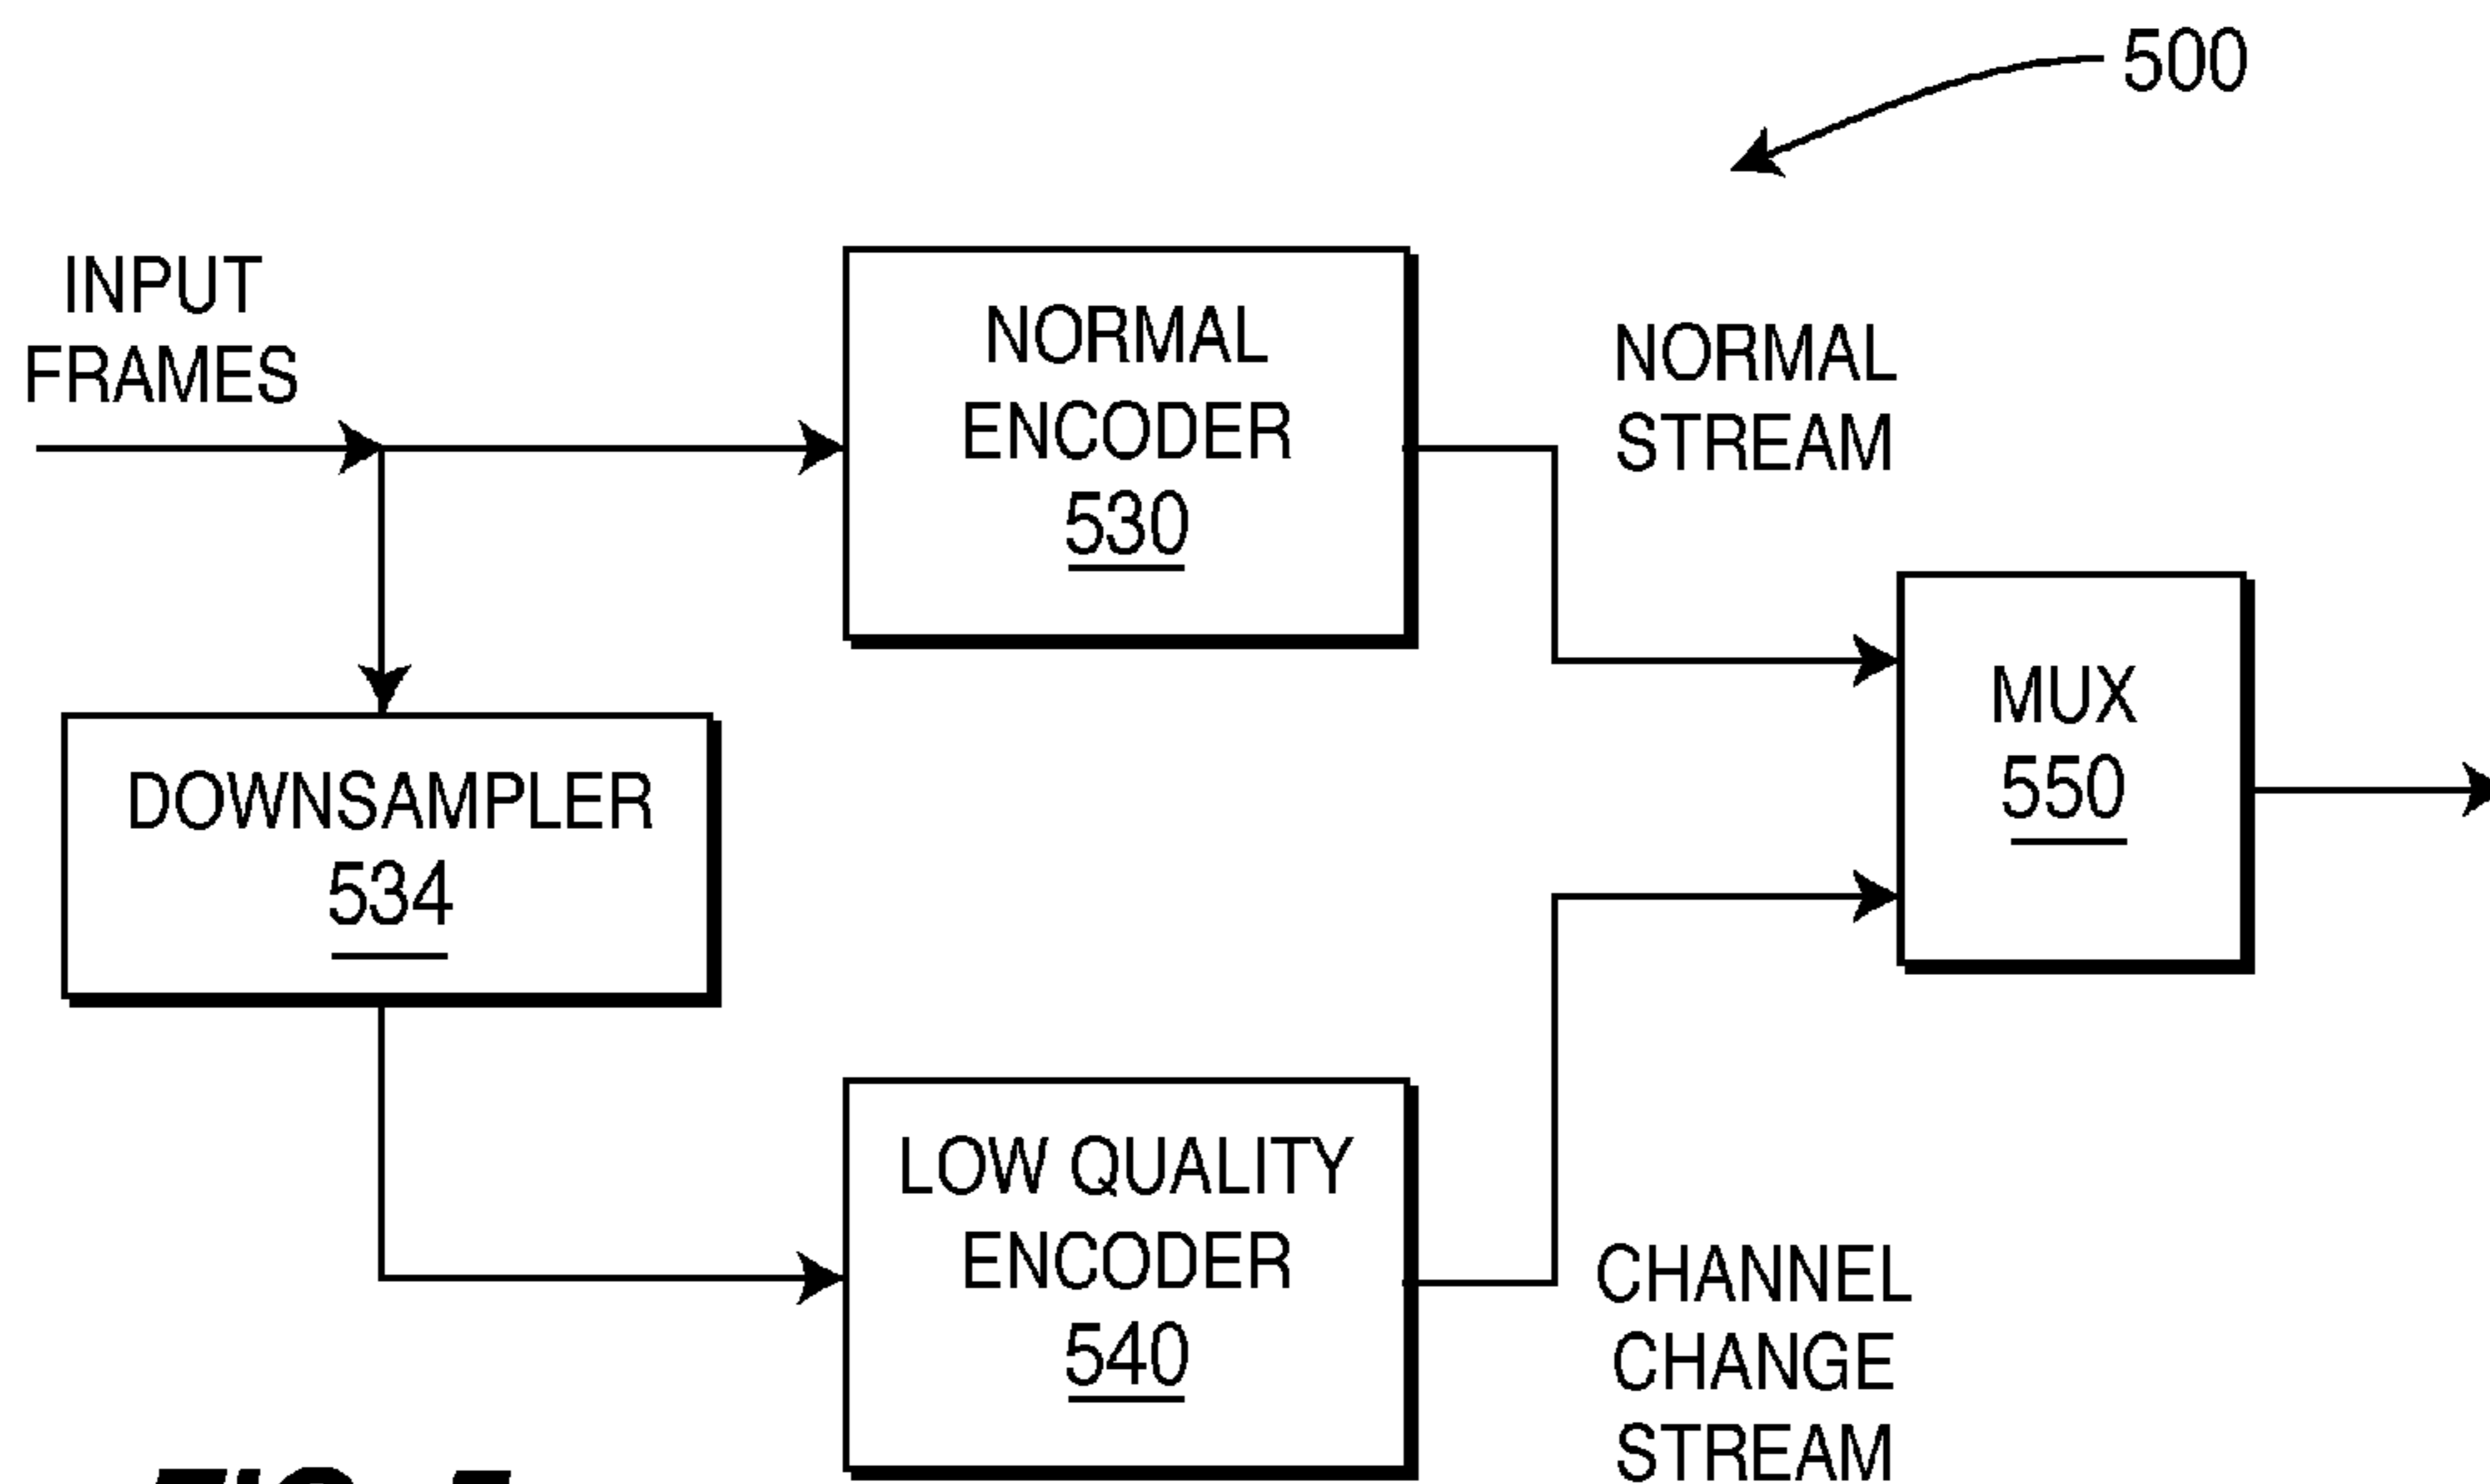 500
INPUT
FRAMES
NORMAL
ENCODER
530
NORMAL
STREAM
DOWNSAMPLER
534
MUX
550
LOW QUALITY
ENCODER
540
CHANNEL
CHANGE
STREAM